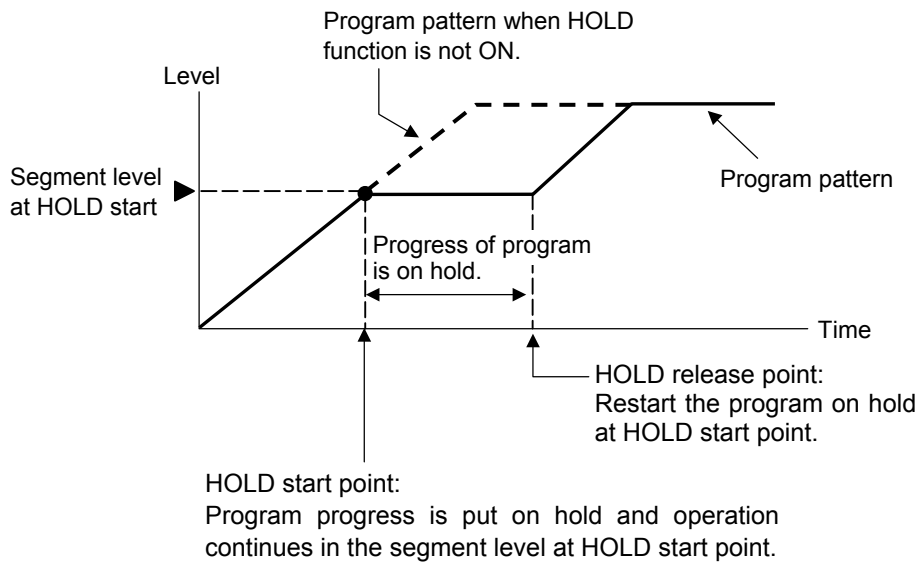 Program pattern when HOLD
function is not ON.
Level
Segment level
at HOLD start
Program pattern
Progress of program
is on hold.
Time
HOLD release point:
Restart the program on hold
at HOLD start point.
HOLD start point:
Program progress is put on hold and operation
continues in the segment level at HOLD start point.